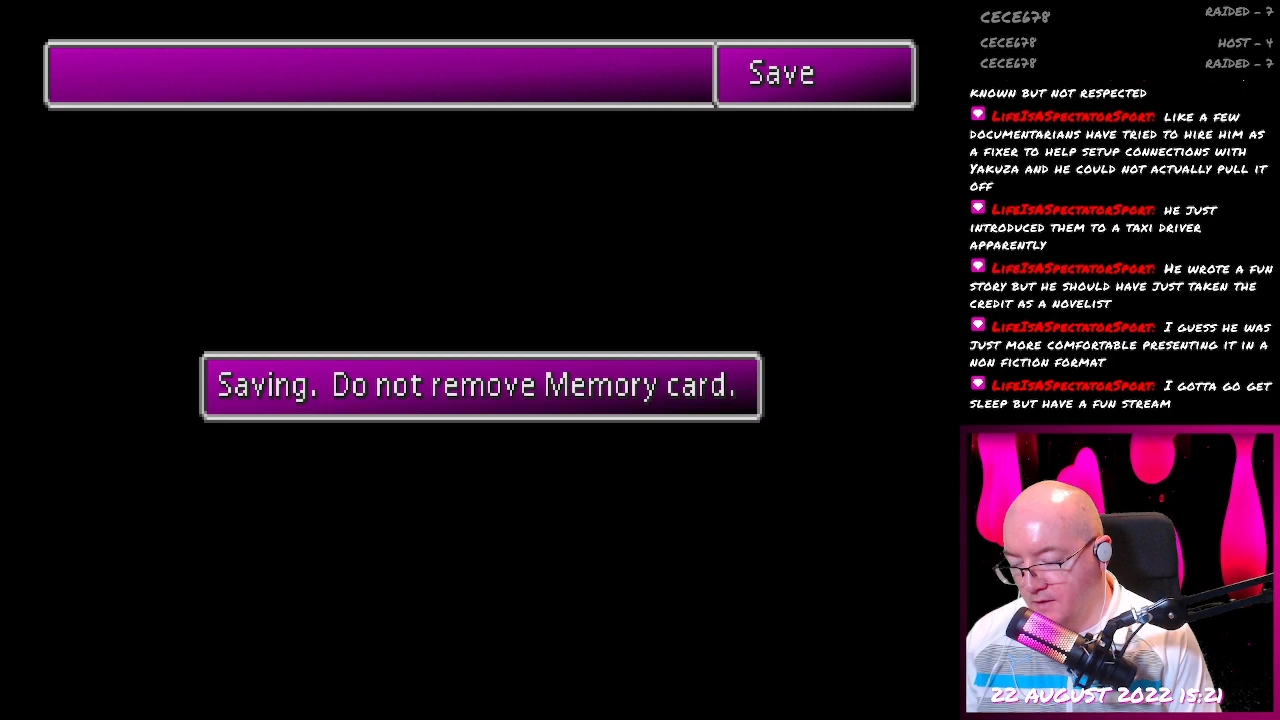 Save
Saving. Do not remove Memory card.
CECE678 RAIDED - 7
CECE678 HOST - 4
CECE678 RAIDED - 7
KNOWN BUT NOT RESPECTED
LIFEISASPECTATORSPORT: LIKE A FEW
DOCUMENTARIANS HAVE TRIED TO HIRE HIM AS
A FIXER TO HELP SETUP CONNECTIONS WITH
YAKUZA AND HE COULD NOT ACTUALLY PULL IT
OFF
LIFEISASPECTATORSPORT: HE JUST
INTRODUCED THEM TO A TAXI DRIVER
APPARENTLY
LIFEISASPECTATORSPORT: HE WROTE A FUN
STORY BUT HE SHOULD HAVE JUST TAKEN THE
CREDIT AS A NOVELIST
LIFEISASPECTATORSPORT: I GUESS HE WAS
JUST MORE COMFORTABLE PRESENTING IT IN A
NON FICTION FORMAT
LIFEISASPECTATORSPORT: I GOTTA GO GET
SLEEP BUT HAVE A FUN STREAM
22 AUGUST 2022 15:21